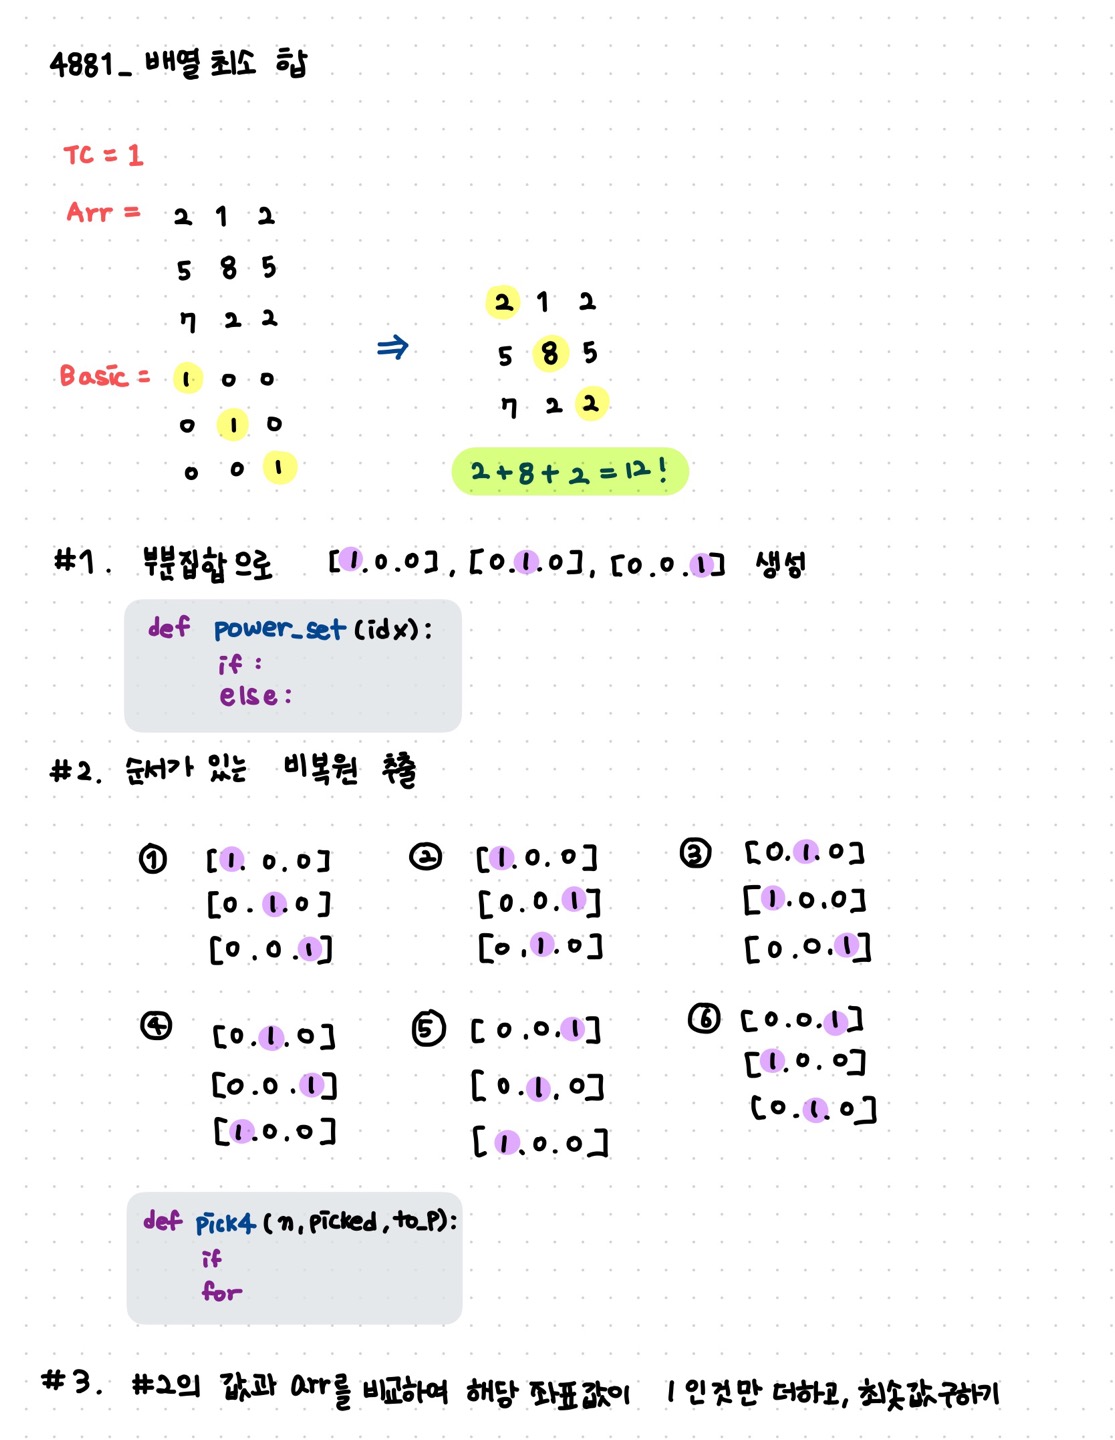 4881_ 배열 최소 합
TC = 1
Arr = 2 1 2
5 8 5
7 2 2
Basic = 1 0 0
0 1 0
0 0 1
⇒
2 1 2
5 8 5
7 2 2
2+8+2=12!
#1. 부분집합으로 [1.0.0], [0.1.0], [0.0.1] 생성
def power_set(idx):
if :
else:
#2. 순서가 있는 비복원 추출
① [1.0.0]
[0.1.0]
[0.0.1]
② [1.0.0]
[0.0.1]
[0.1.0]
③ [0.1.0]
[1.0.0]
[0.0.1]
④ [0.1.0]
[0.0.1]
[1.0.0]
⑤ [0.0.1]
[0.1.0]
[1.0.0]
⑥ [0.0.1]
[1.0.0]
[0.1.0]
def pick4(n,picked,to_p):
if
for
#3. #2의 값과 arr를 비교하여 해당 좌표값이 1인것만 더하고, 최솟값구하기